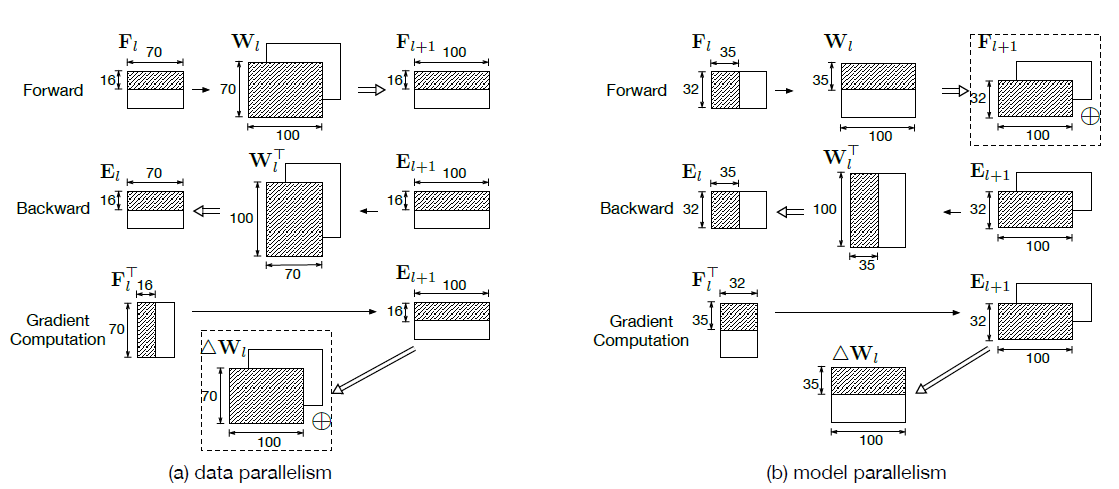 F_l 70
16
W_l
70
100
F_{l+1} 100
16
Forward
E_l 70
16
W_l^⊤
100
70
E_{l+1} 100
16
Backward
F_l^⊤ 16
70
E_{l+1} 100
16
Gradient
Computation
△W_l
70
100
(a) data parallelism
F_l
35
32
W_l
35
100
F_{l+1}
32
100
Forward
E_l 35
32
W_l^⊤
100
35
E_{l+1}
32
100
Backward
F_l^⊤ 32
35
E_{l+1}
32
100
Gradient
Computation
△W_l
35
100
(b) model parallelism